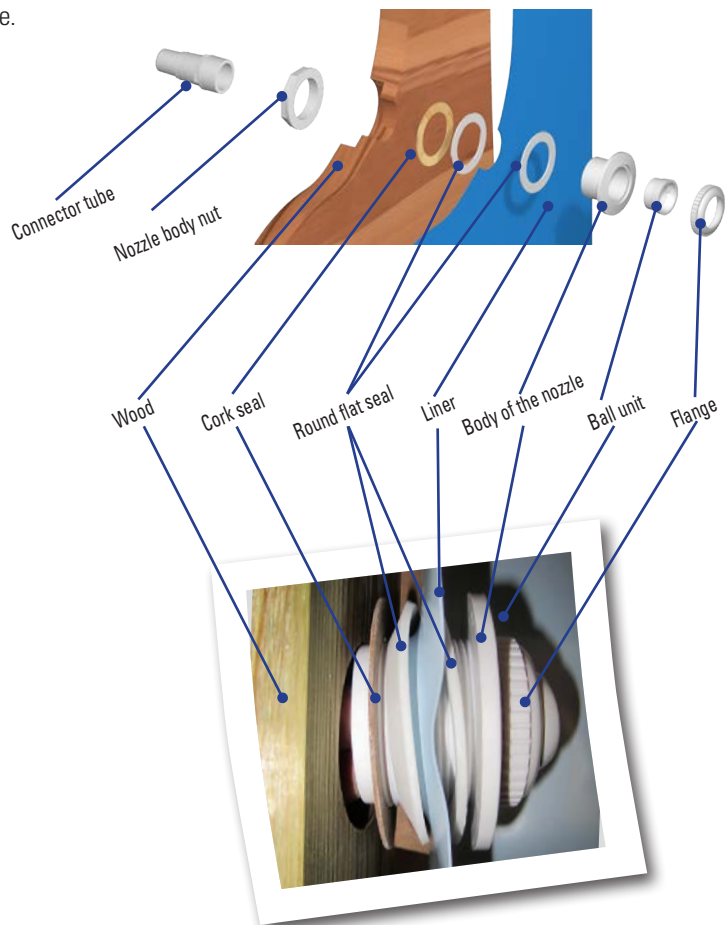 e.
Connector tube
Nozzle body nut
Wood
Cork seal
Round flat seal
Liner
Body of the nozzle
Ball unit
Flange